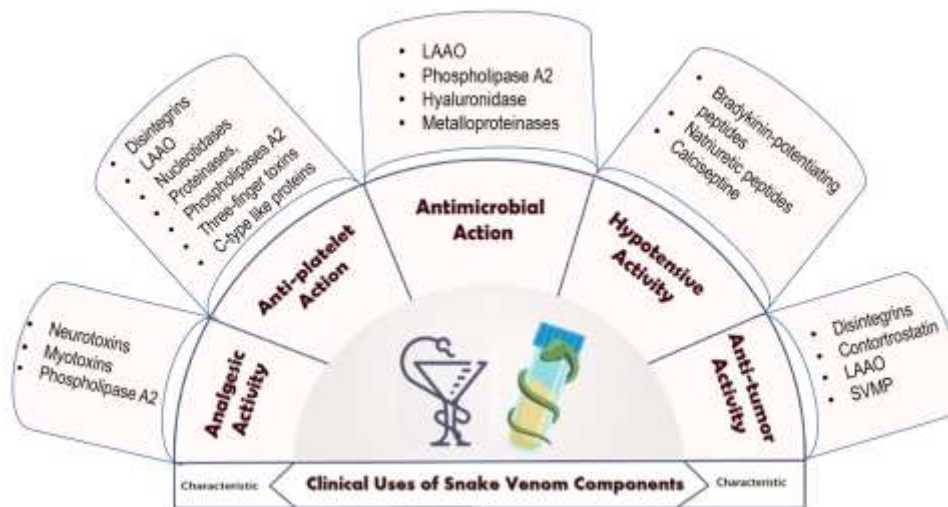 LAAO
Phospholipase A2
Hyaluronidase
Metalloproteinases
Disintegrins
LAAO
Nucleotidases
Proteinases,
Phospholipasea A2
Three-finger toxins
C-type like proteins
Bradykinin-potentiating
peptides
Natriuretic peptides
Calciseptine
Neurotoxins
Myotoxins
Phospholipase A2
Disintegrins
Contortrostatin
LAAO
SVMP
Analgesic
Activity
Anti-platelet
Action
Antimicrobial
Action
Hypotensive
Activity
Anti-tumor
Activity
Characteristic
Clinical Uses of Snake Venom Components
Characteristic